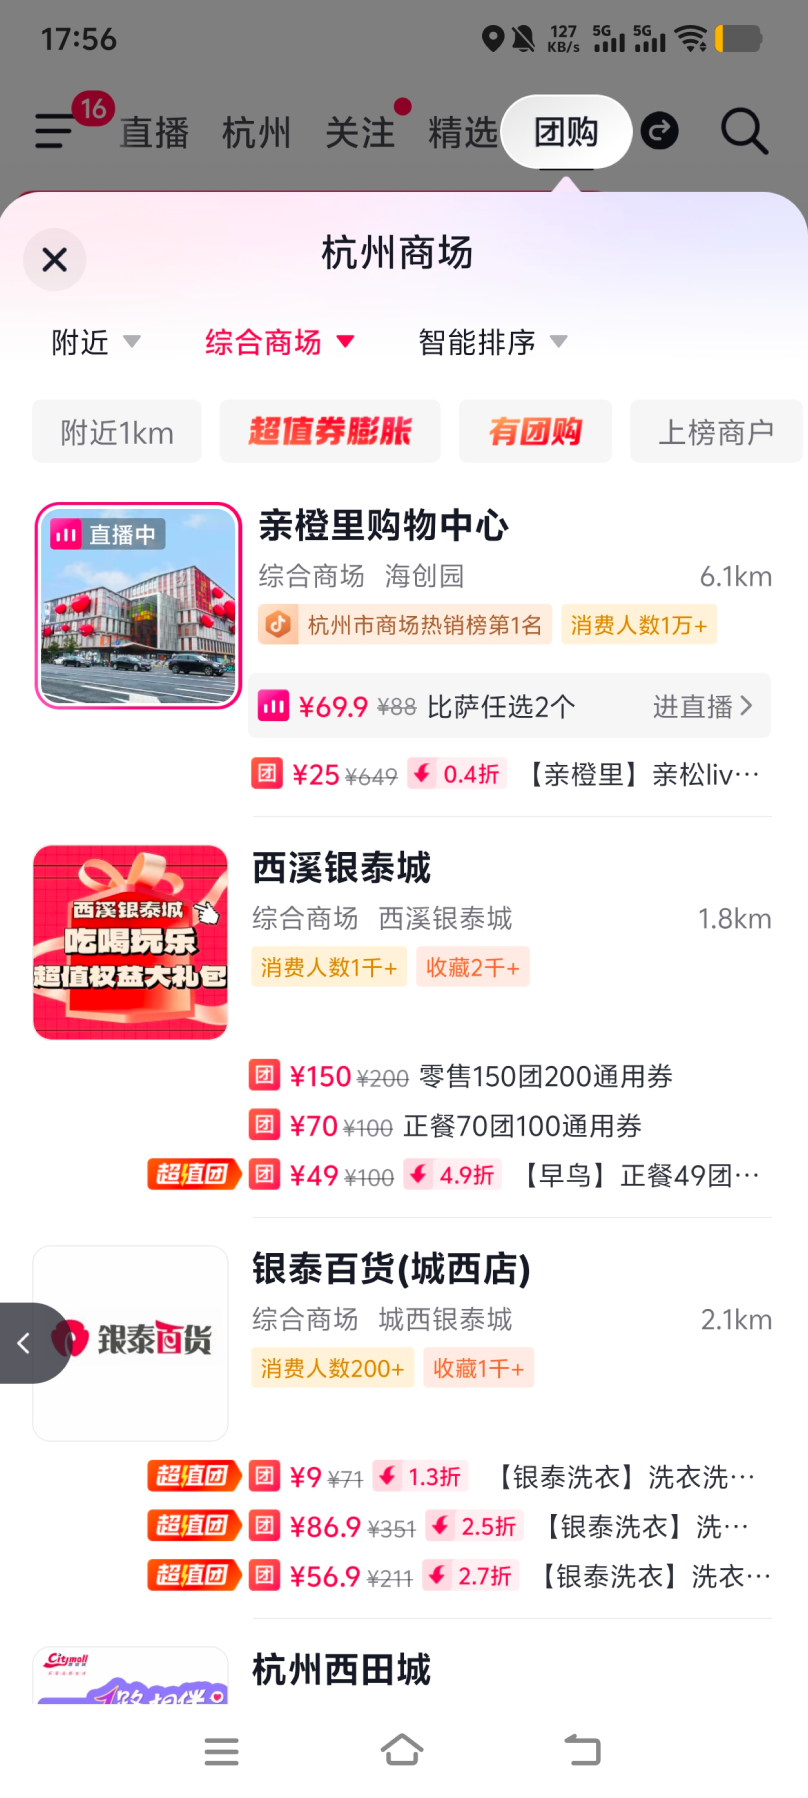 17:56
127 KB/s 5G 5G
16
直播 杭州 关注 精选 团购
杭州商场
附近 综合商场 智能排序
附近1km 超值券膨胀 有团购 上榜商户
直播中
亲橙里购物中心
综合商场 海创园 6.1km
杭州市商场热销榜第1名 消费人数1万+
¥69.9 ¥88 比萨任选2个 进直播
团 ¥25 ¥649 0.4折 【亲橙里】亲松liv…
西溪银泰城
吃喝玩乐
超值权益大礼包
西溪银泰城
综合商场 西溪银泰城 1.8km
消费人数1千+ 收藏2千+
团 ¥150 ¥200 零售150团200通用券
团 ¥70 ¥100 正餐70团100通用券
超值团 团 ¥49 ¥100 4.9折 【早鸟】正餐49团…
银泰百货
银泰百货(城西店)
综合商场 城西银泰城 2.1km
消费人数200+ 收藏1千+
超值团 团 ¥9 ¥71 1.3折 【银泰洗衣】洗衣洗…
超值团 团 ¥86.9 ¥351 2.5折 【银泰洗衣】洗…
超值团 团 ¥56.9 ¥211 2.7折 【银泰洗衣】洗衣…
Citymall
杭州西田城